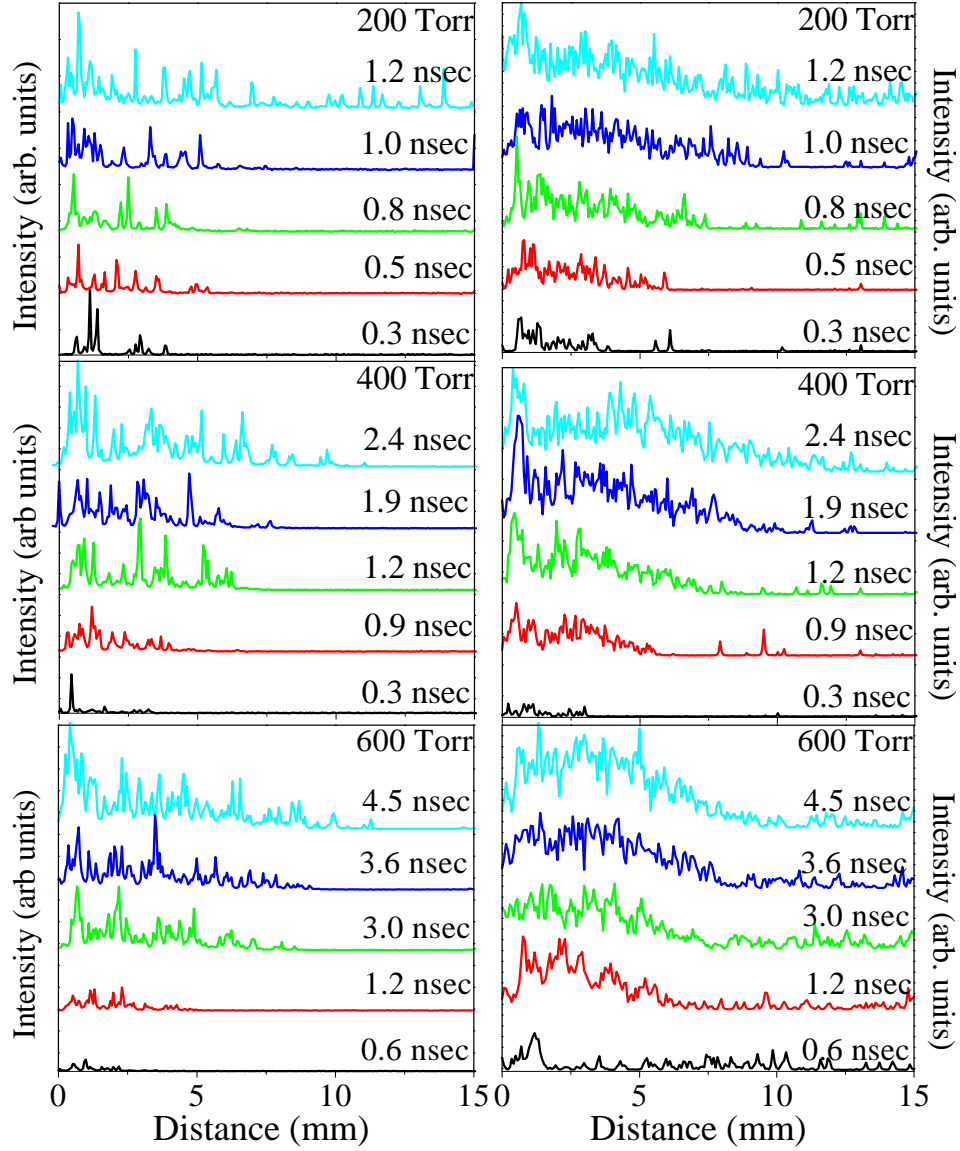 200 Torr
1.2 nsec
1.0 nsec
0.8 nsec
0.5 nsec
0.3 nsec
Intensity (arb. units)
200 Torr
1.2 nsec
1.0 nsec
0.8 nsec
0.5 nsec
0.3 nsec
Intensity (arb. units)
400 Torr
2.4 nsec
1.9 nsec
1.2 nsec
0.9 nsec
0.3 nsec
Intensity (arb units)
400 Torr
2.4 nsec
1.9 nsec
1.2 nsec
0.9 nsec
0.3 nsec
Intensity (arb. units)
600 Torr
4.5 nsec
3.6 nsec
3.0 nsec
1.2 nsec
0.6 nsec
Intensity (arb units)
0 5 10 15
Distance (mm)
600 Torr
4.5 nsec
3.6 nsec
3.0 nsec
1.2 nsec
0.6 nsec
Intensity (arb. units)
0 5 10 15
Distance (mm)